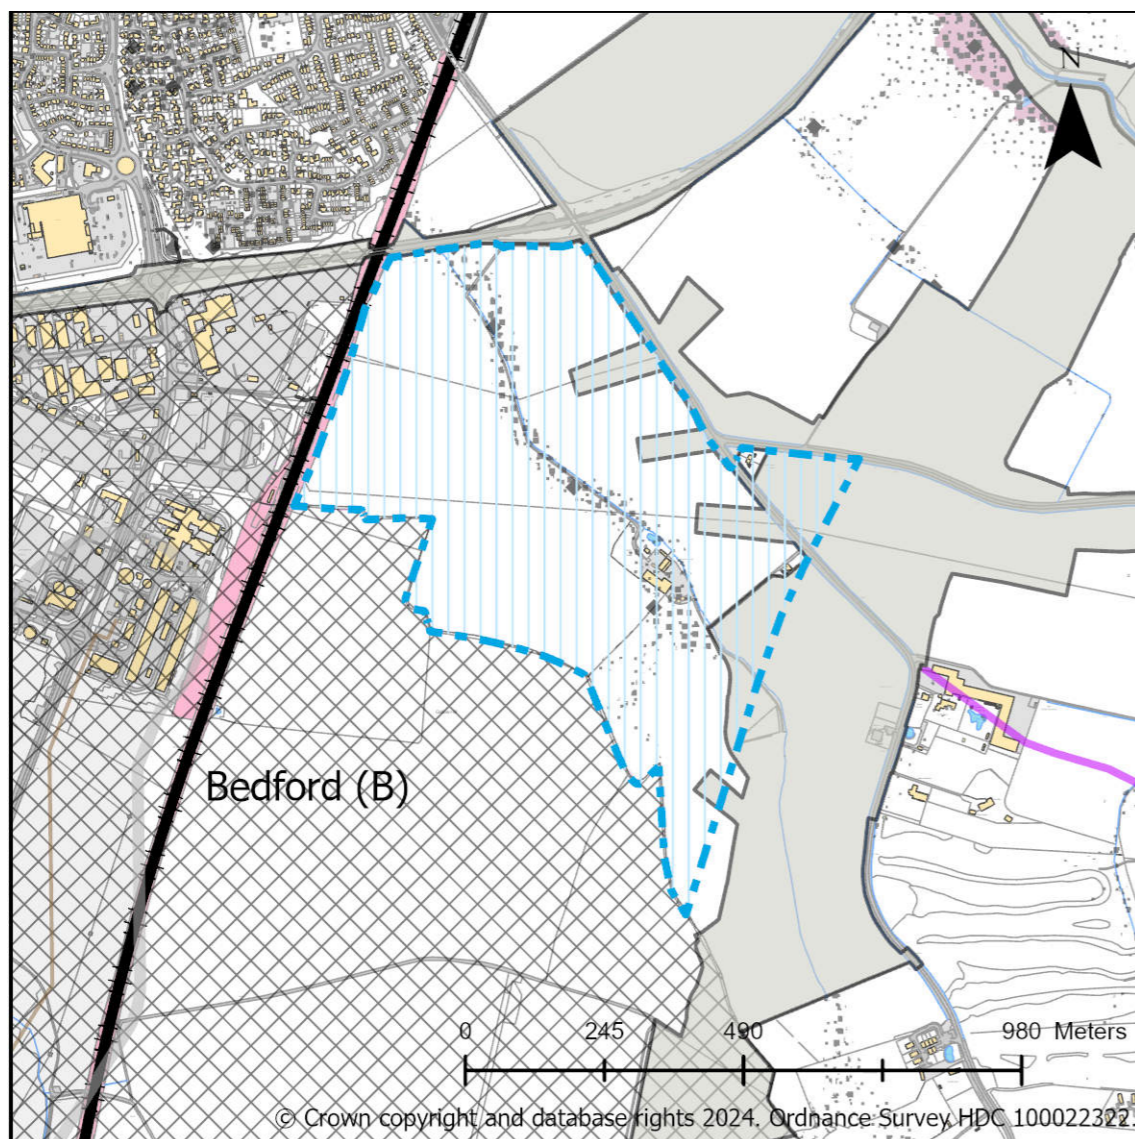 N
Bedford (B)
0 245 490 980 Meters
© Crown copyright and database rights 2024. Ordnance Survey HDC 100022322.